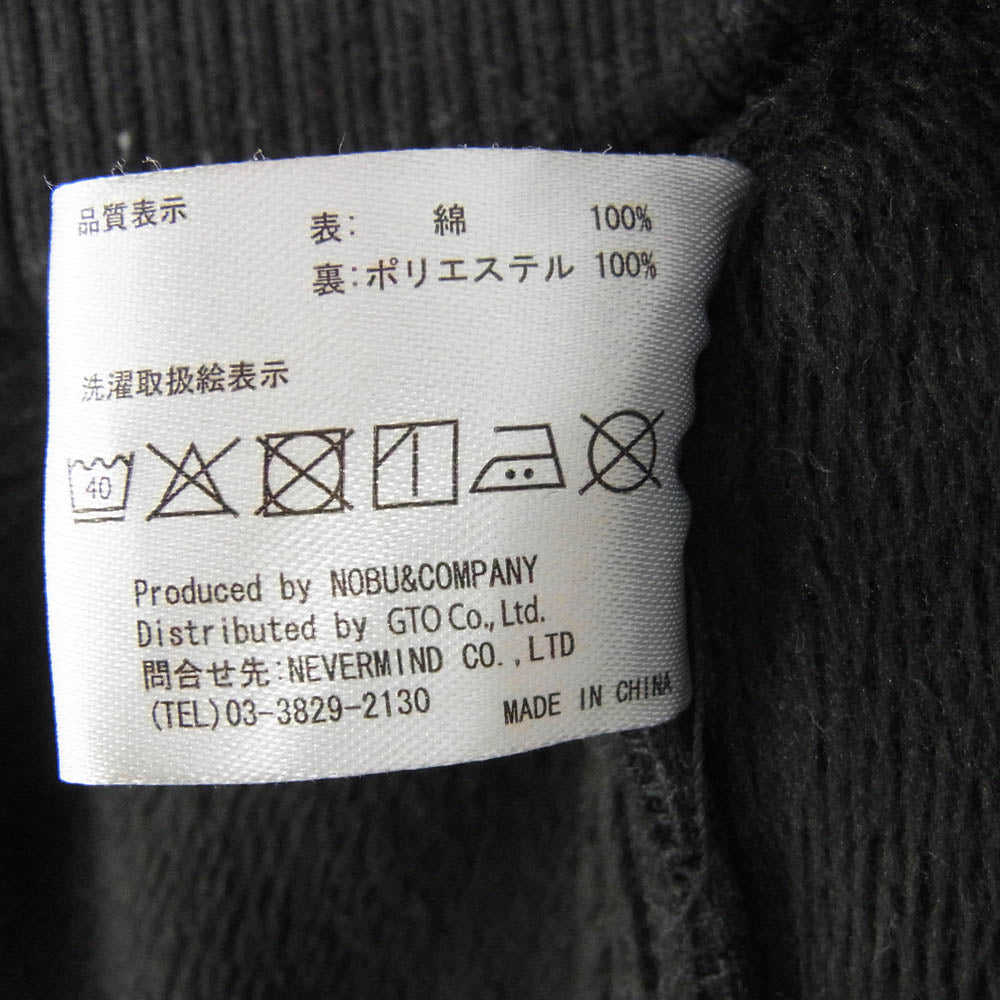 品質表示
表: 綿 100%
裏:ポリエステル 100%
洗濯取扱絵表示
40
Produced by NOBU&COMPANY
Distributed by GTO Co., Ltd.
問合せ先:NEVERMIND CO.,LTD
(TEL)03-3829-2130
MADE IN CHINA